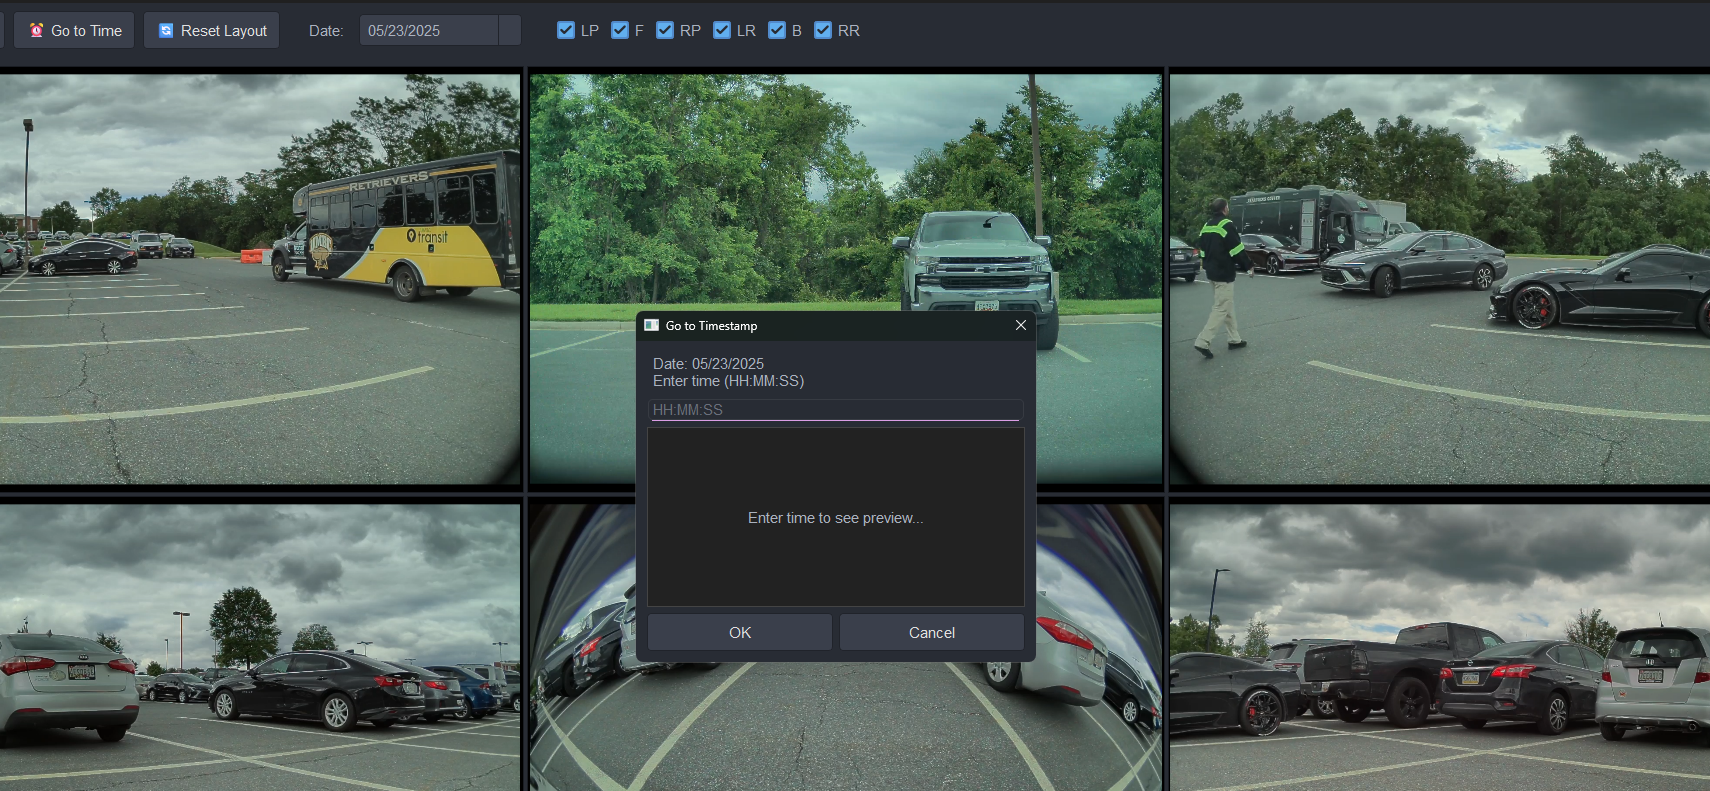 Go to Time
Reset Layout
Date:
05/23/2025
LP
F
RP
LR
B
RR
RETRIEVERS
transit
Go to Timestamp
Date: 05/23/2025
Enter time (HH:MM:SS)
HH:MM:SS
Enter time to see preview...
OK
Cancel